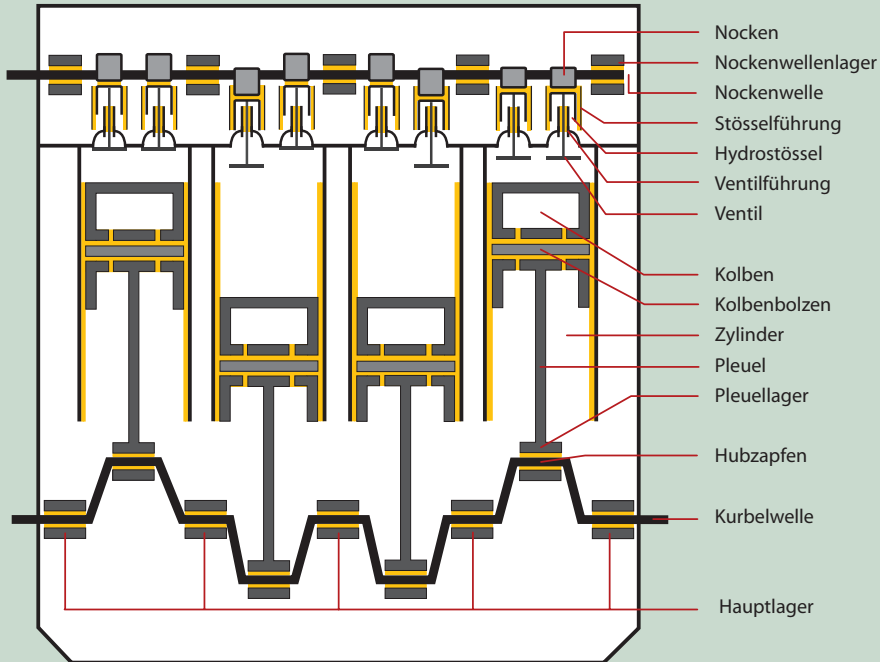 Nocken
Nockenwellenlager
Nockenwelle
Stösselführung
Hydrostössel
Ventilführung
Ventil
Kolben
Kolbenbolzen
Zylinder
Pleuel
Pleuellager
Hubzapfen
Kurbelwelle
Hauptlager